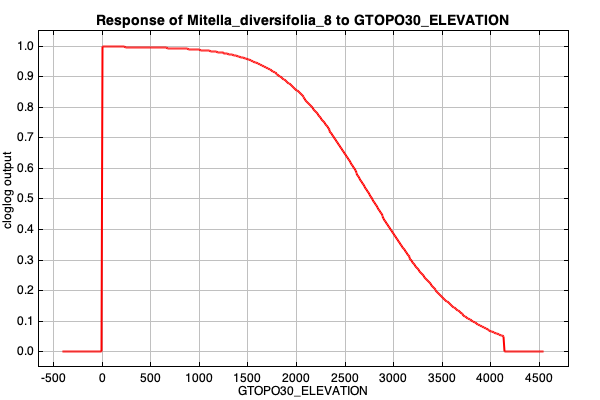 Response of Mitella_diversifolia_8 to GTOPO30_ELEVATION
1.0
0.9
0.8
0.7
0.6
0.5
0.4
0.3
0.2
0.1
0.0
cloglog output
-500 0 500 1000 1500 2000 2500 3000 3500 4000 4500
GTOPO30_ELEVATION